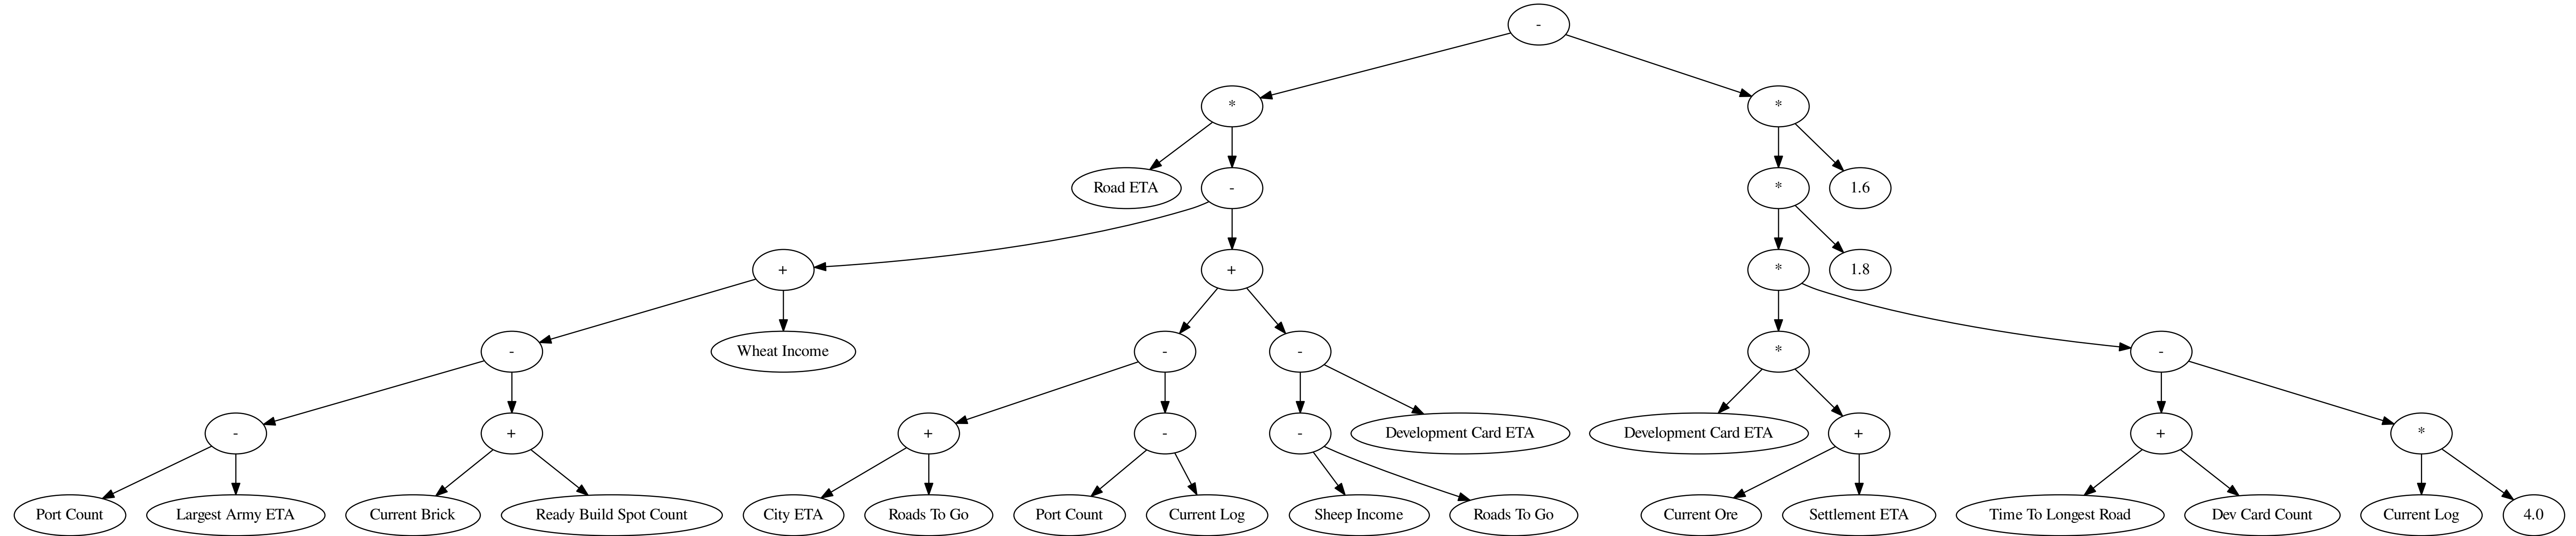 -
* *
Road ETA - * 1.6
+ + * 1.8
- Wheat Income - - * -
- + + - - Development Card ETA Development Card ETA + + *
Port Count Largest Army ETA Current Brick Ready Build Spot Count City ETA Roads To Go Port Count Current Log Sheep Income Roads To Go Current Ore Settlement ETA Time To Longest Road Dev Card Count Current Log 4.0